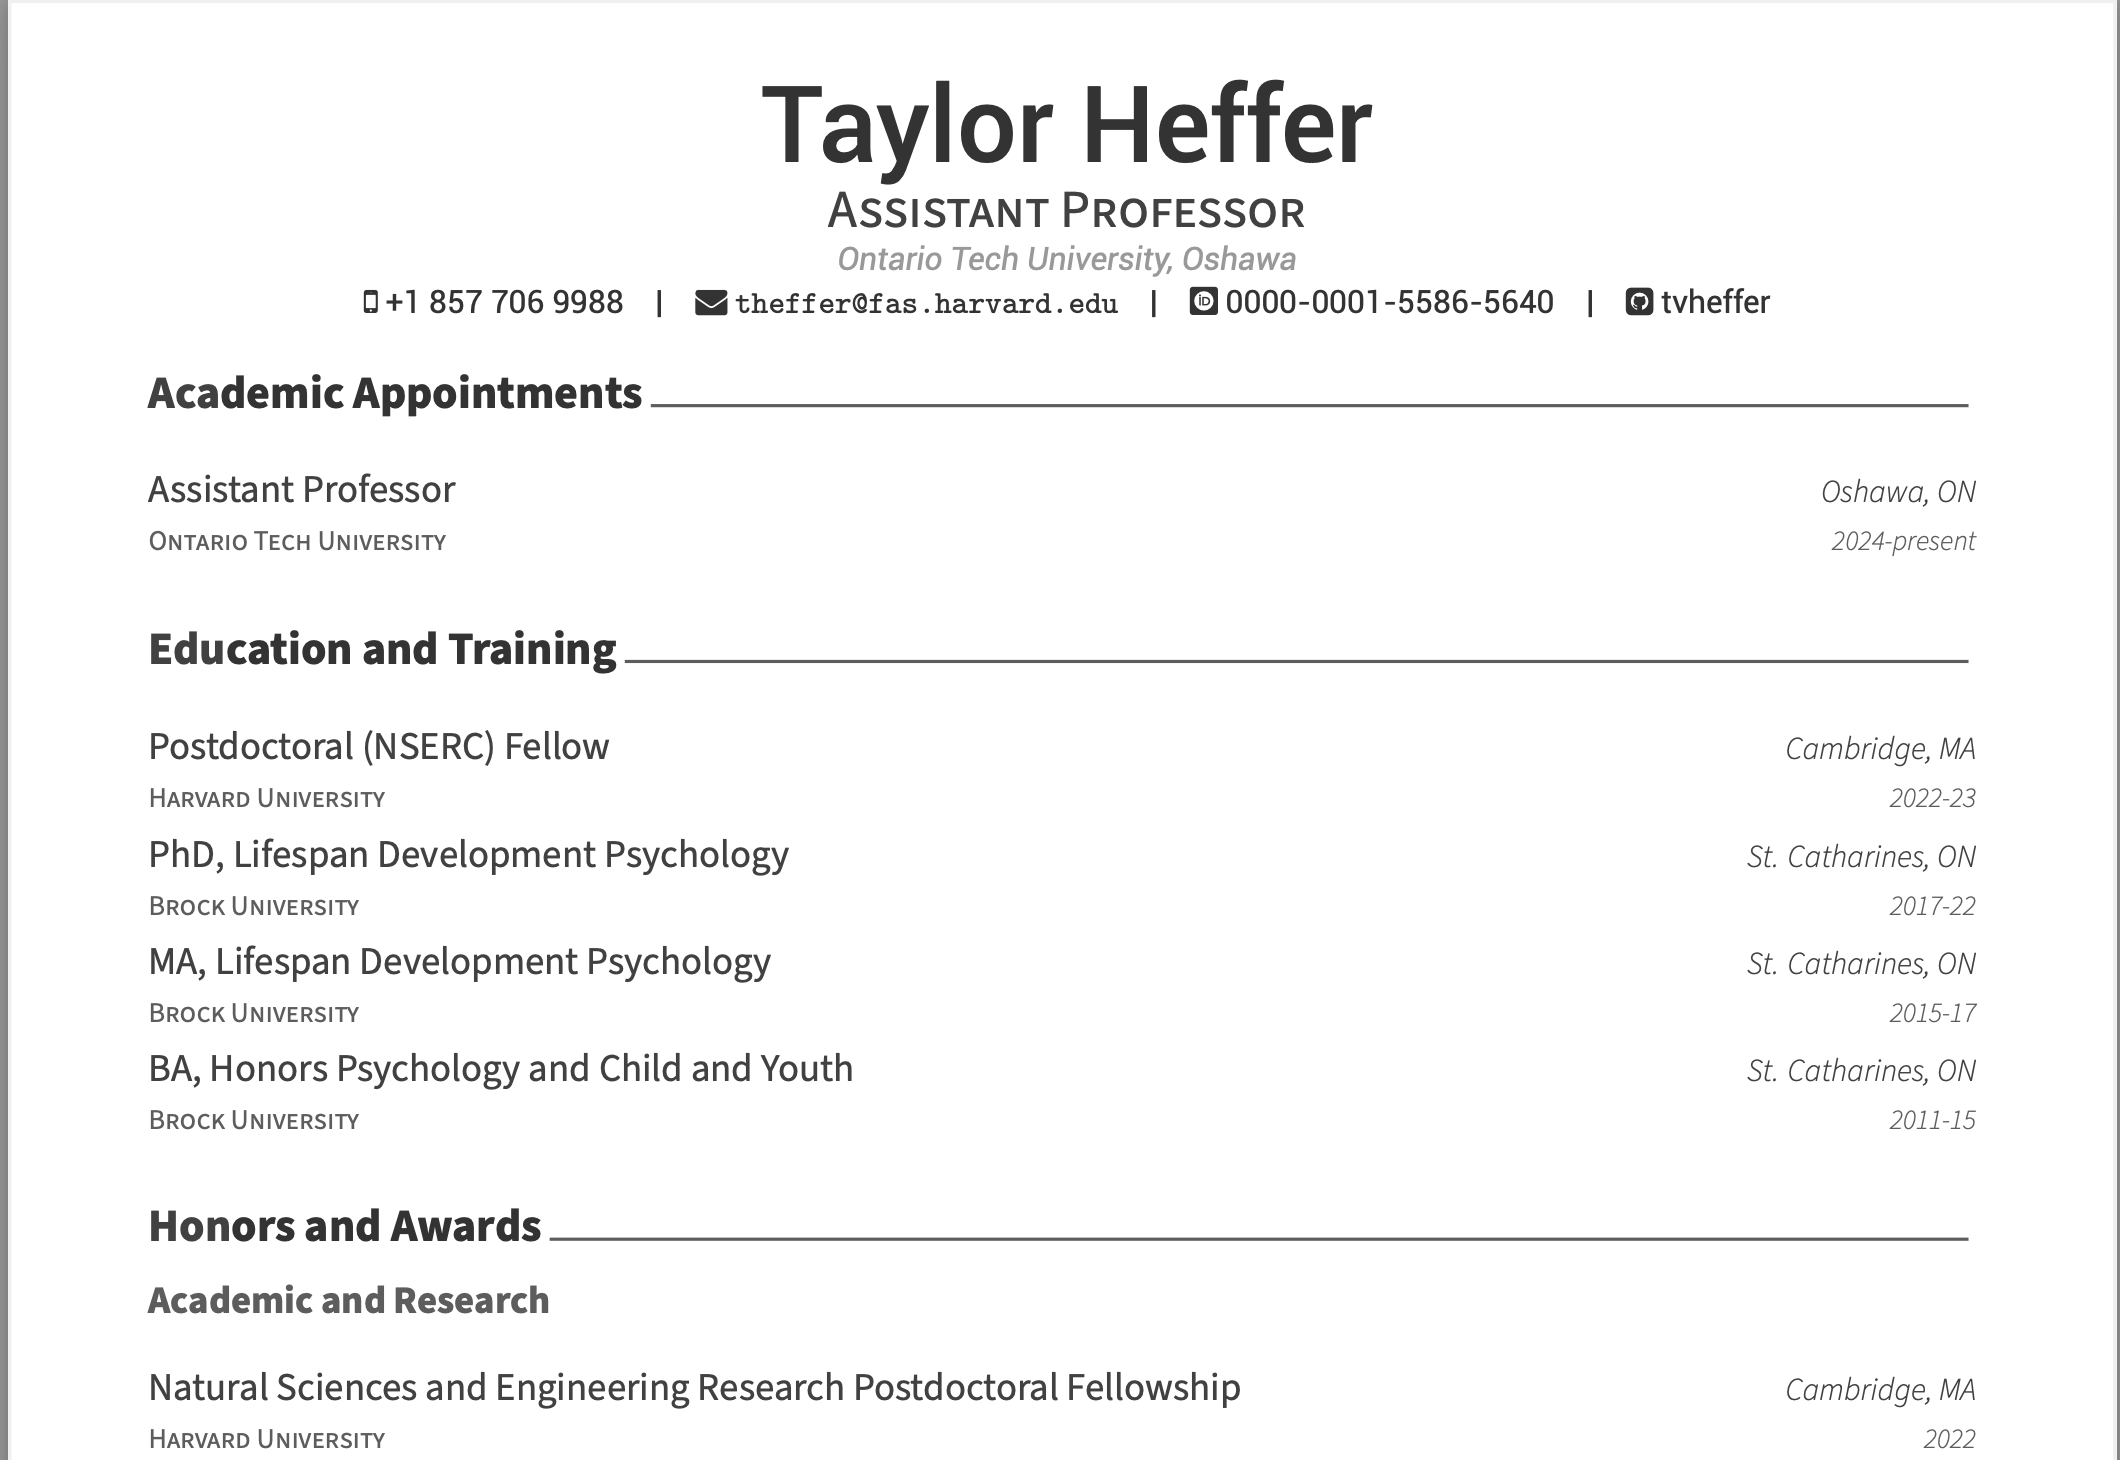 Taylor Heffer
Assistant Professor
Ontario Tech University, Oshawa
+1 857 706 9988 | theffer@fas.harvard.edu | 0000-0001-5586-5640 | tvheffer
Academic Appointments
Assistant Professor Oshawa, ON
Ontario Tech University 2024-present
Education and Training
Postdoctoral (NSERC) Fellow Cambridge, MA
Harvard University 2022-23
PhD, Lifespan Development Psychology St. Catharines, ON
Brock University 2017-22
MA, Lifespan Development Psychology St. Catharines, ON
Brock University 2015-17
BA, Honors Psychology and Child and Youth St. Catharines, ON
Brock University 2011-15
Honors and Awards
Academic and Research
Natural Sciences and Engineering Research Postdoctoral Fellowship Cambridge, MA
Harvard University 2022